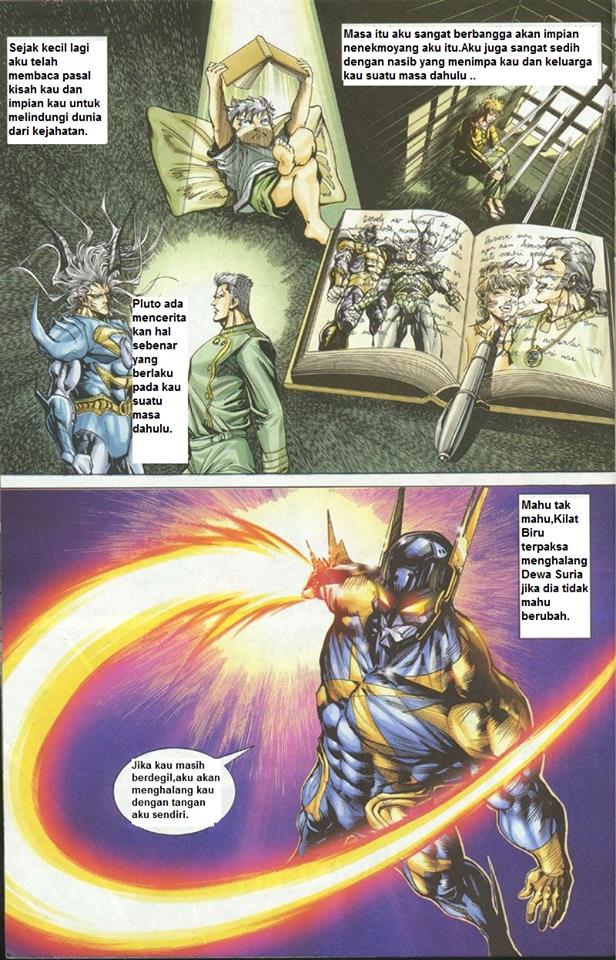 Sejak kecil lagi
aku telah
membaca pasal
kisah kau dan
impian kau untuk
melindungi dunia
dari kejahatan.
Masa itu aku sangat berbangga akan impian
nenekmoyang aku itu.Aku juga sangat sedih
dengan nasib yang menimpa kau dan keluarga
kau suatu masa dahulu ..
Pluto ada
mencerita
kan hal
sebenar
yang
berlaku
pada kau
suatu
masa
dahulu.
Mahu tak
mahu,Kilat
Biru
terpaksa
menghalang
Dewa Suria
jika dia tidak
mahu
berubah.
Jika kau masih
berdegil,aku akan
menghalang kau
dengan tangan
aku sendiri.